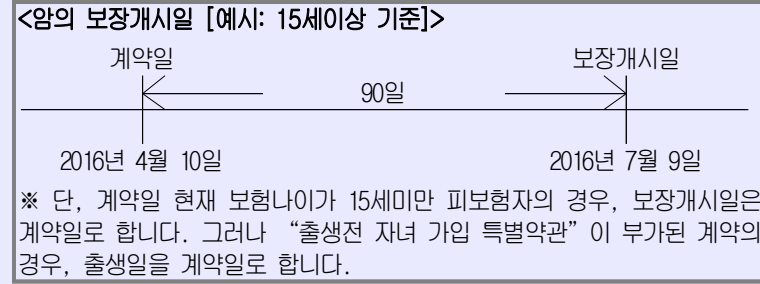 <암의 보장개시일 [예시: 15세이상 기준]>
계약일 보장개시일
90일
2016년 4월 10일 2016년 7월 9일
※ 단, 계약일 현재 보험나이가 15세미만 피보험자의 경우, 보장개시일은
계약일로 합니다. 그러나 “출생전 자녀 가입 특별약관”이 부가된 계약의
경우, 출생일을 계약일로 합니다.